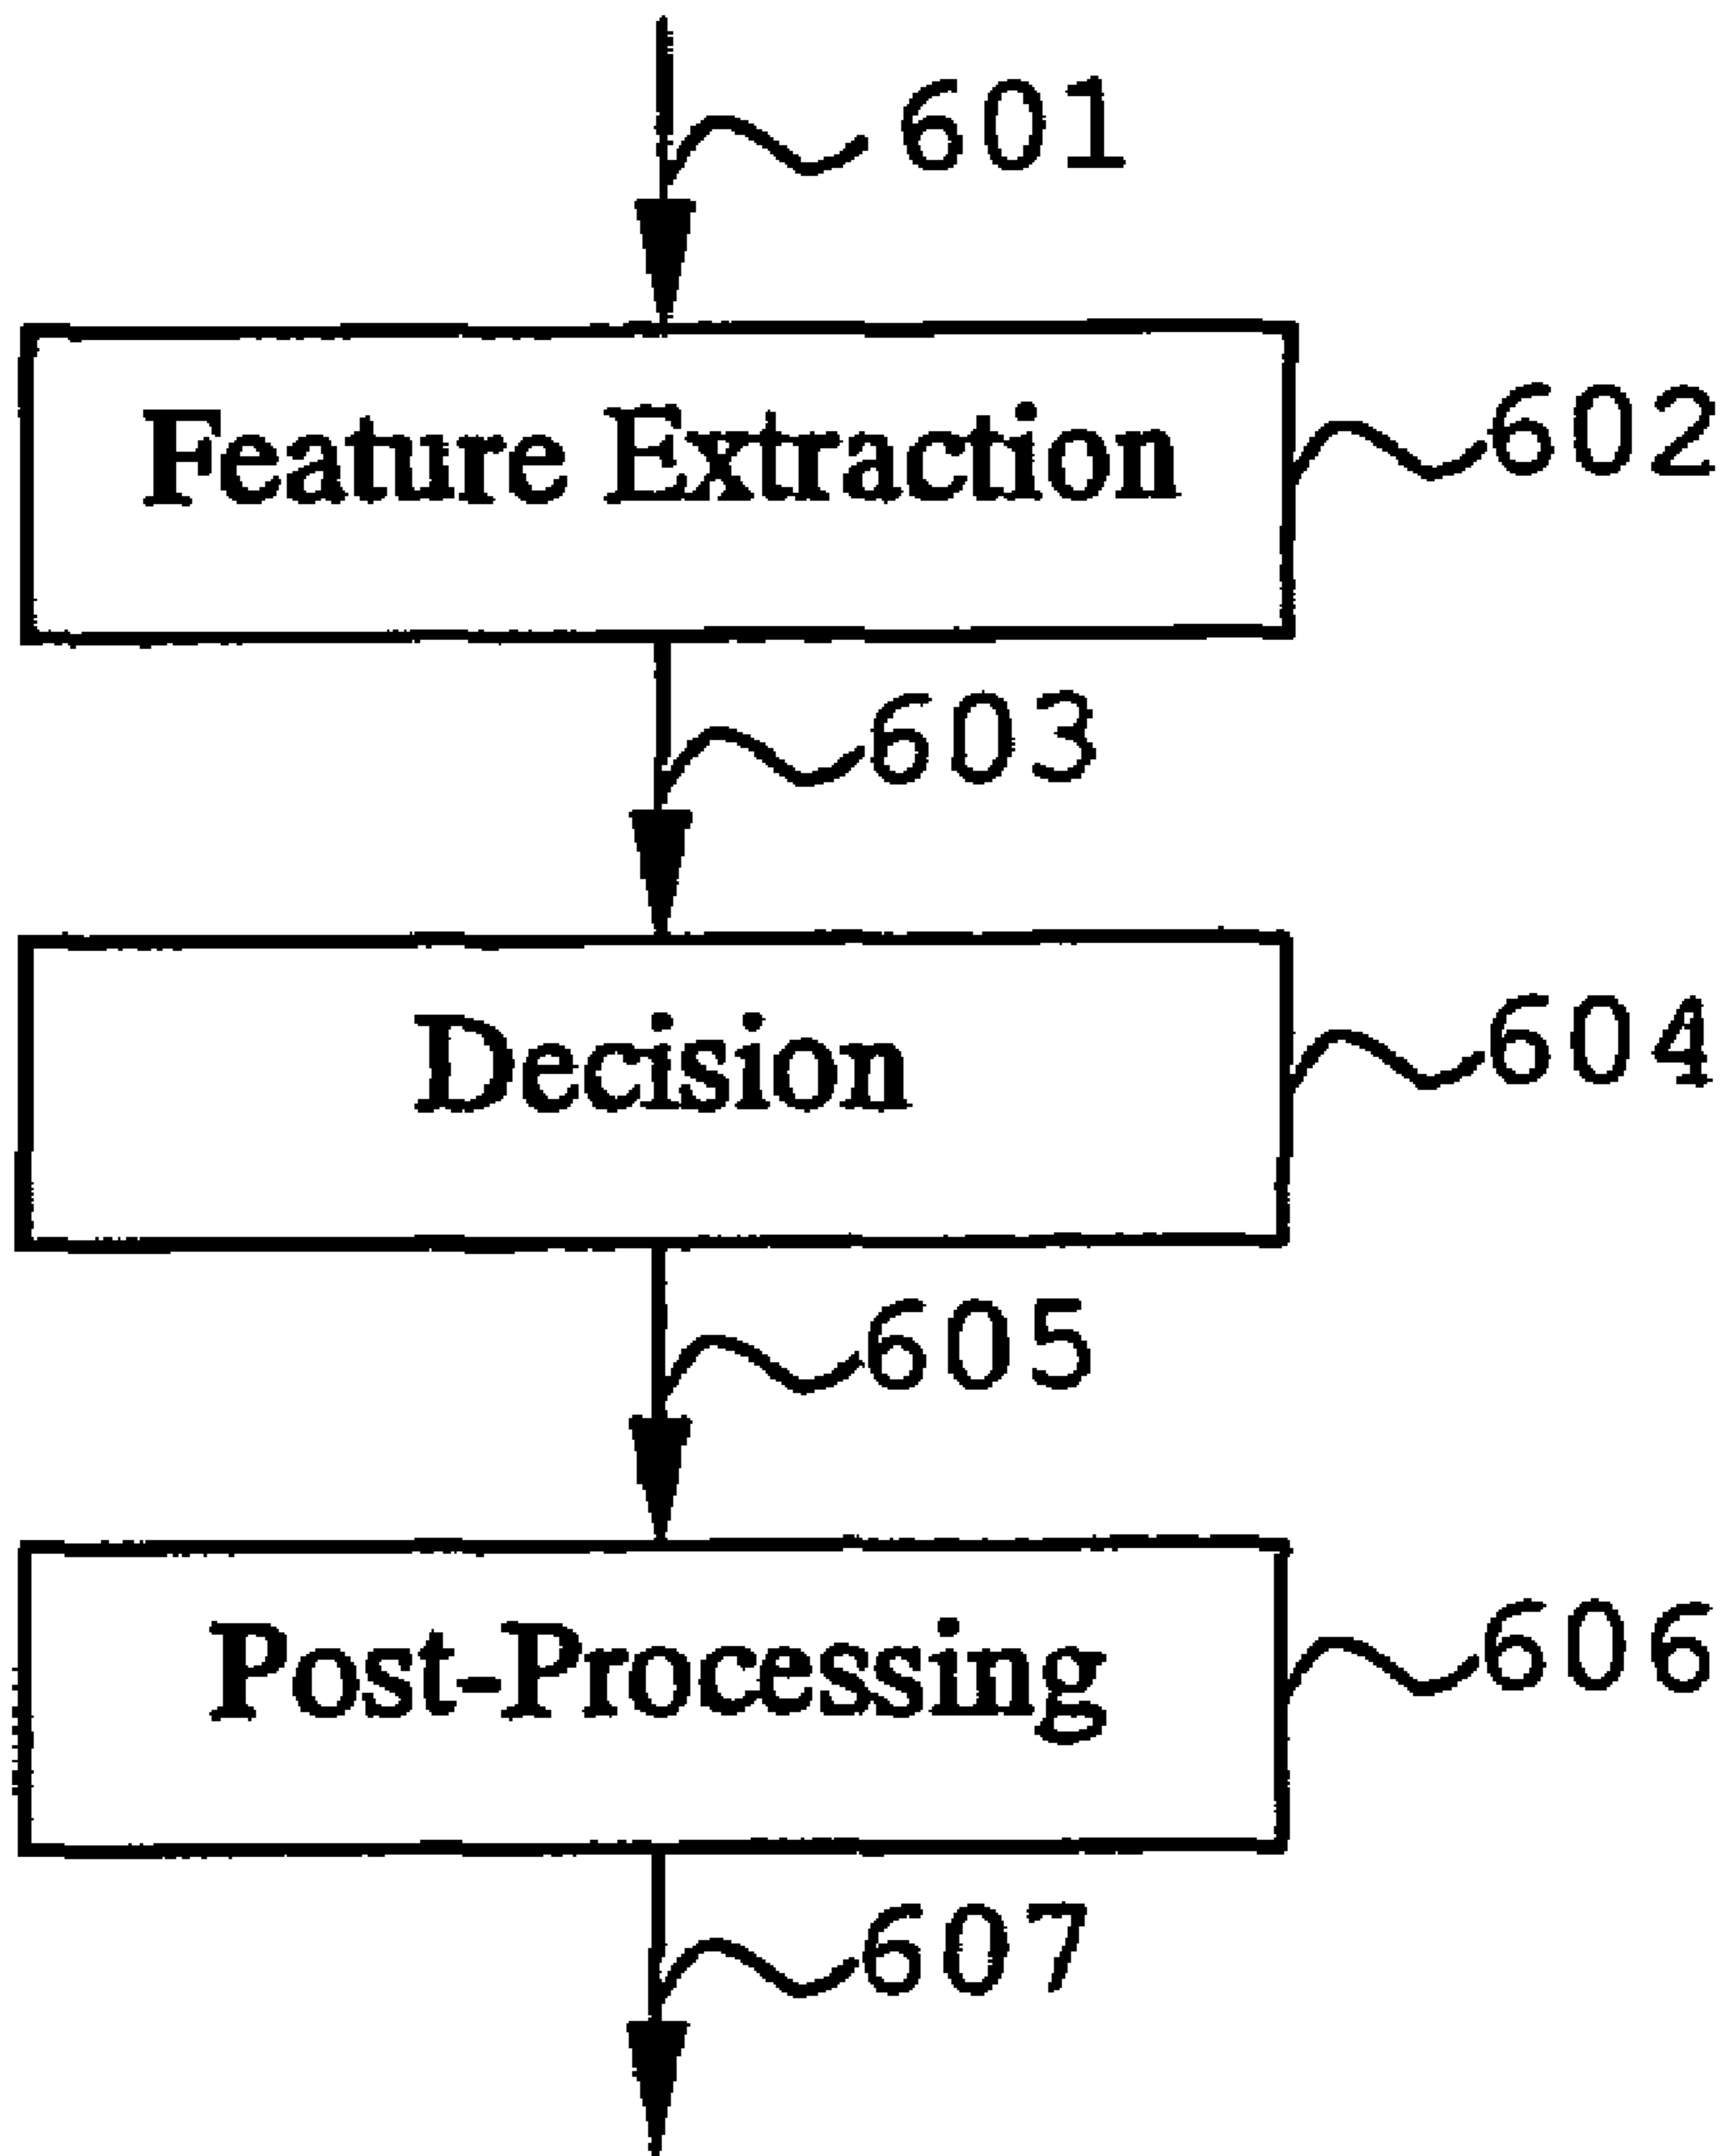 601
Feature Extraction
602
603
Decision
604
605
Post-Processing
606
607